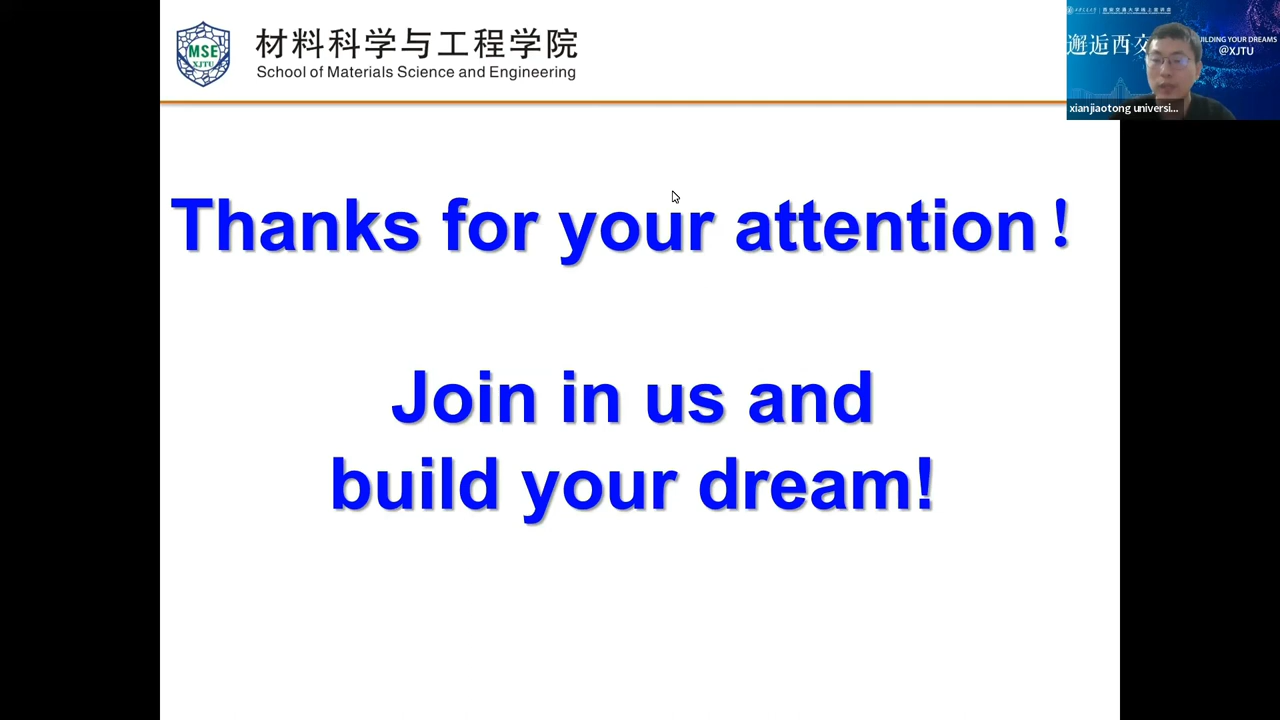 MSE
XJTU
材料科学与工程学院
School of Materials Science and Engineering
Thanks for your attention！
Join in us and
build your dream!
邂逅西交
ILDING YOUR DREAMS
@XJTU
xianjiaotong universi...